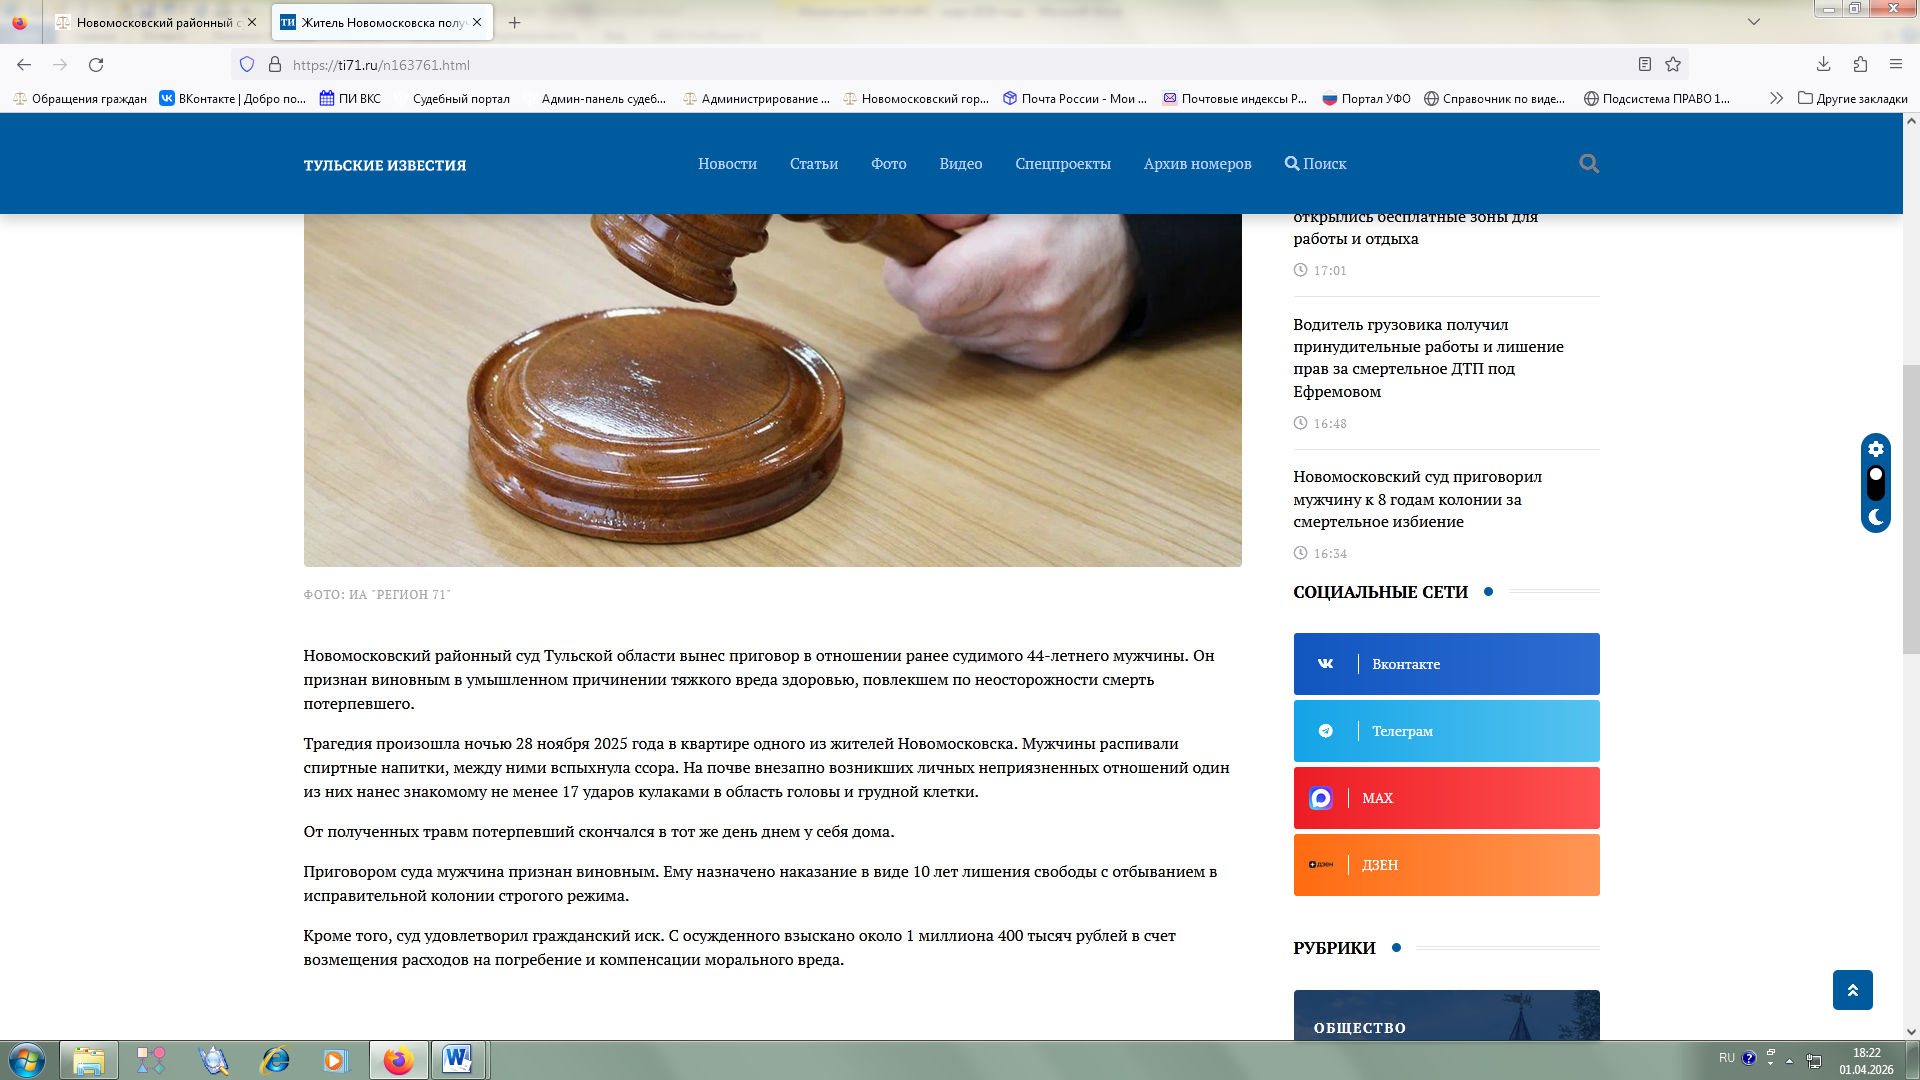 Новомосковский районный с
Житель Новомосковска полу
https://ti71.ru/n163761.html
Обращения граждан
ВКонтакте | Добро по...
ПИ ВКС
Судебный портал
Админ-панель судеб...
Администрирование ...
Новомосковский гор...
Почта России - Мои ...
Почтовые индексы Р...
Портал УФО
Справочник по виде...
Подсистема ПРАВО 1...
Другие закладки
ТУЛЬСКИЕ ИЗВЕСТИЯ
Новости
Статьи
Фото
Видео
Спецпроекты
Архив номеров
Поиск
ФОТО: ИА "РЕГИОН 71"
Новомосковский районный суд Тульской области вынес приговор в отношении ранее судимого 44-летнего мужчины. Он
признан виновным в умышленном причинении тяжкого вреда здоровью, повлекшем по неосторожности смерть
потерпевшего.
Трагедия произошла ночью 28 ноября 2025 года в квартире одного из жителей Новомосковска. Мужчины распивали
спиртные напитки, между ними вспыхнула ссора. На почве внезапно возникших личных неприязненных отношений один
из них нанес знакомому не менее 17 ударов кулаками в область головы и грудной клетки.
От полученных травм потерпевший скончался в тот же день днем у себя дома.
Приговором суда мужчина признан виновным. Ему назначено наказание в виде 10 лет лишения свободы с отбыванием в
исправительной колонии строгого режима.
Кроме того, суд удовлетворил гражданский иск. С осужденного взыскано около 1 миллиона 400 тысяч рублей в счет
возмещения расходов на погребение и компенсации морального вреда.
открылись бесплатные зоны для
работы и отдыха
17:01
Водитель грузовика получил
принудительные работы и лишение
прав за смертельное ДТП под
Ефремовом
16:48
Новомосковский суд приговорил
мужчину к 8 годам колонии за
смертельное избиение
16:34
СОЦИАЛЬНЫЕ СЕТИ
Вконтакте
Телеграм
MAX
ДЗЕН
РУБРИКИ
ОБЩЕСТВО
RU
18:22
01.04.2026